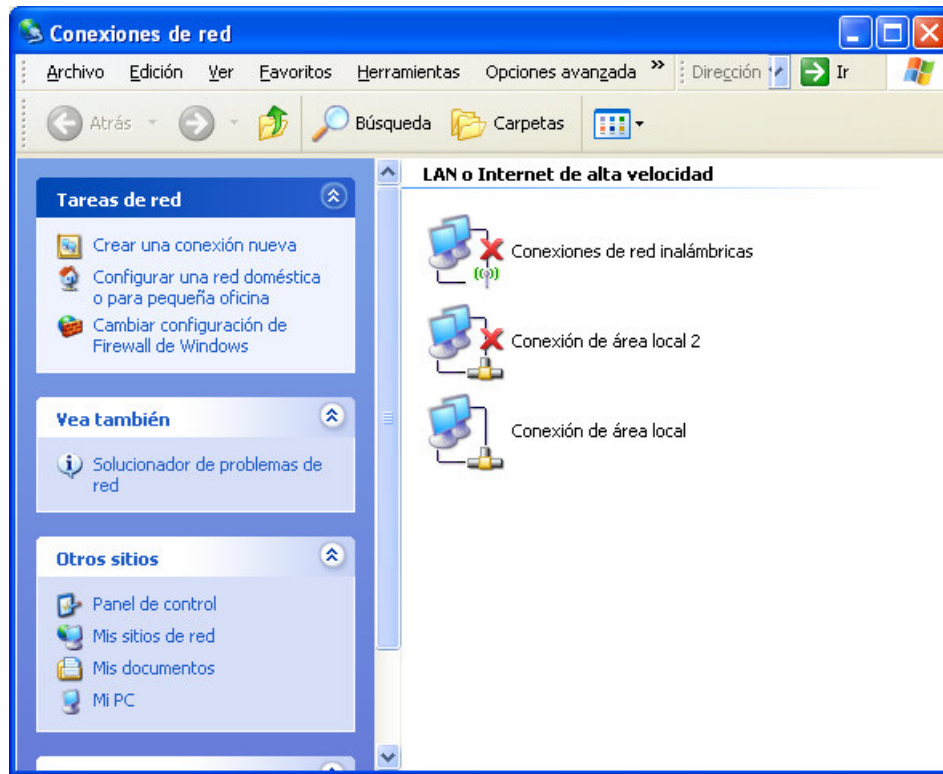 Conexiones de red
Archivo Edición Ver Favoritos Herramientas Opciones avanzada » Dirección Ir
Atrás Búsqueda Carpetas
LAN o Internet de alta velocidad
Tareas de red
Crear una conexión nueva
Configurar una red doméstica
o para pequeña oficina
Cambiar configuración de
Firewall de Windows
Vea también
Solucionador de problemas de
red
Otros sitios
Panel de control
Mis sitios de red
Mis documentos
Mi PC
Conexiones de red inalámbricas
Conexión de área local 2
Conexión de área local